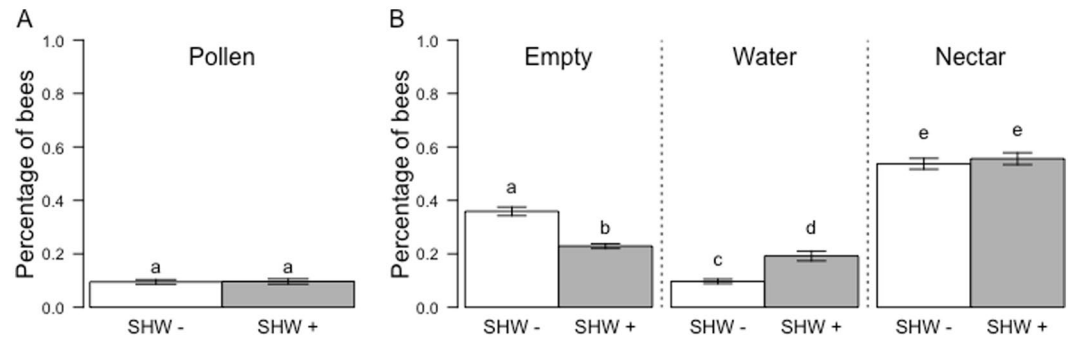 A
Pollen
Percentage of bees
1.0
0.8
0.6
0.4
0.2
0.0
a
a
SHW -
SHW +
B
Empty
Water
Nectar
Percentage of bees
1.0
0.8
0.6
0.4
0.2
0.0
a
b
c
d
e
e
SHW -
SHW +
SHW -
SHW +
SHW -
SHW +